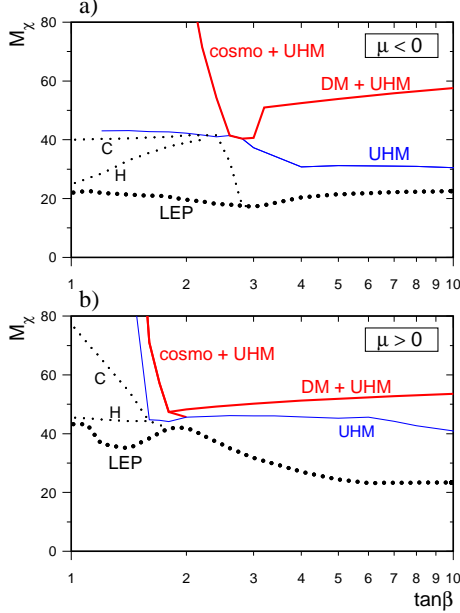 a)
M_χ
80
60
40
20
0
cosmo + UHM
μ < 0
DM + UHM
C
H
UHM
LEP
1 2 3 4 5 6 7 8 9 10
b)
M_χ
80
60
40
20
0
μ > 0
cosmo + UHM
C
DM + UHM
H
UHM
LEP
1 2 3 4 5 6 7 8 9 10
tanβ